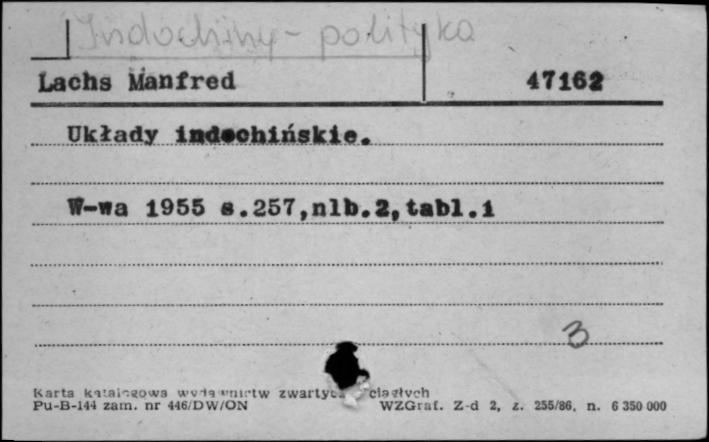 Indochiny - polityka
Lachs Manfred 47162
Układy indochińskie.
W-wa 1955 s.257,nlb.2,tabl.1
3
Karta katalogowa wydawnictw zwartych ciągłych
Pu-B-144 zam. nr 446/DW/ON WZGraf. Z-d 2, z. 255/86. n. 6 350 000